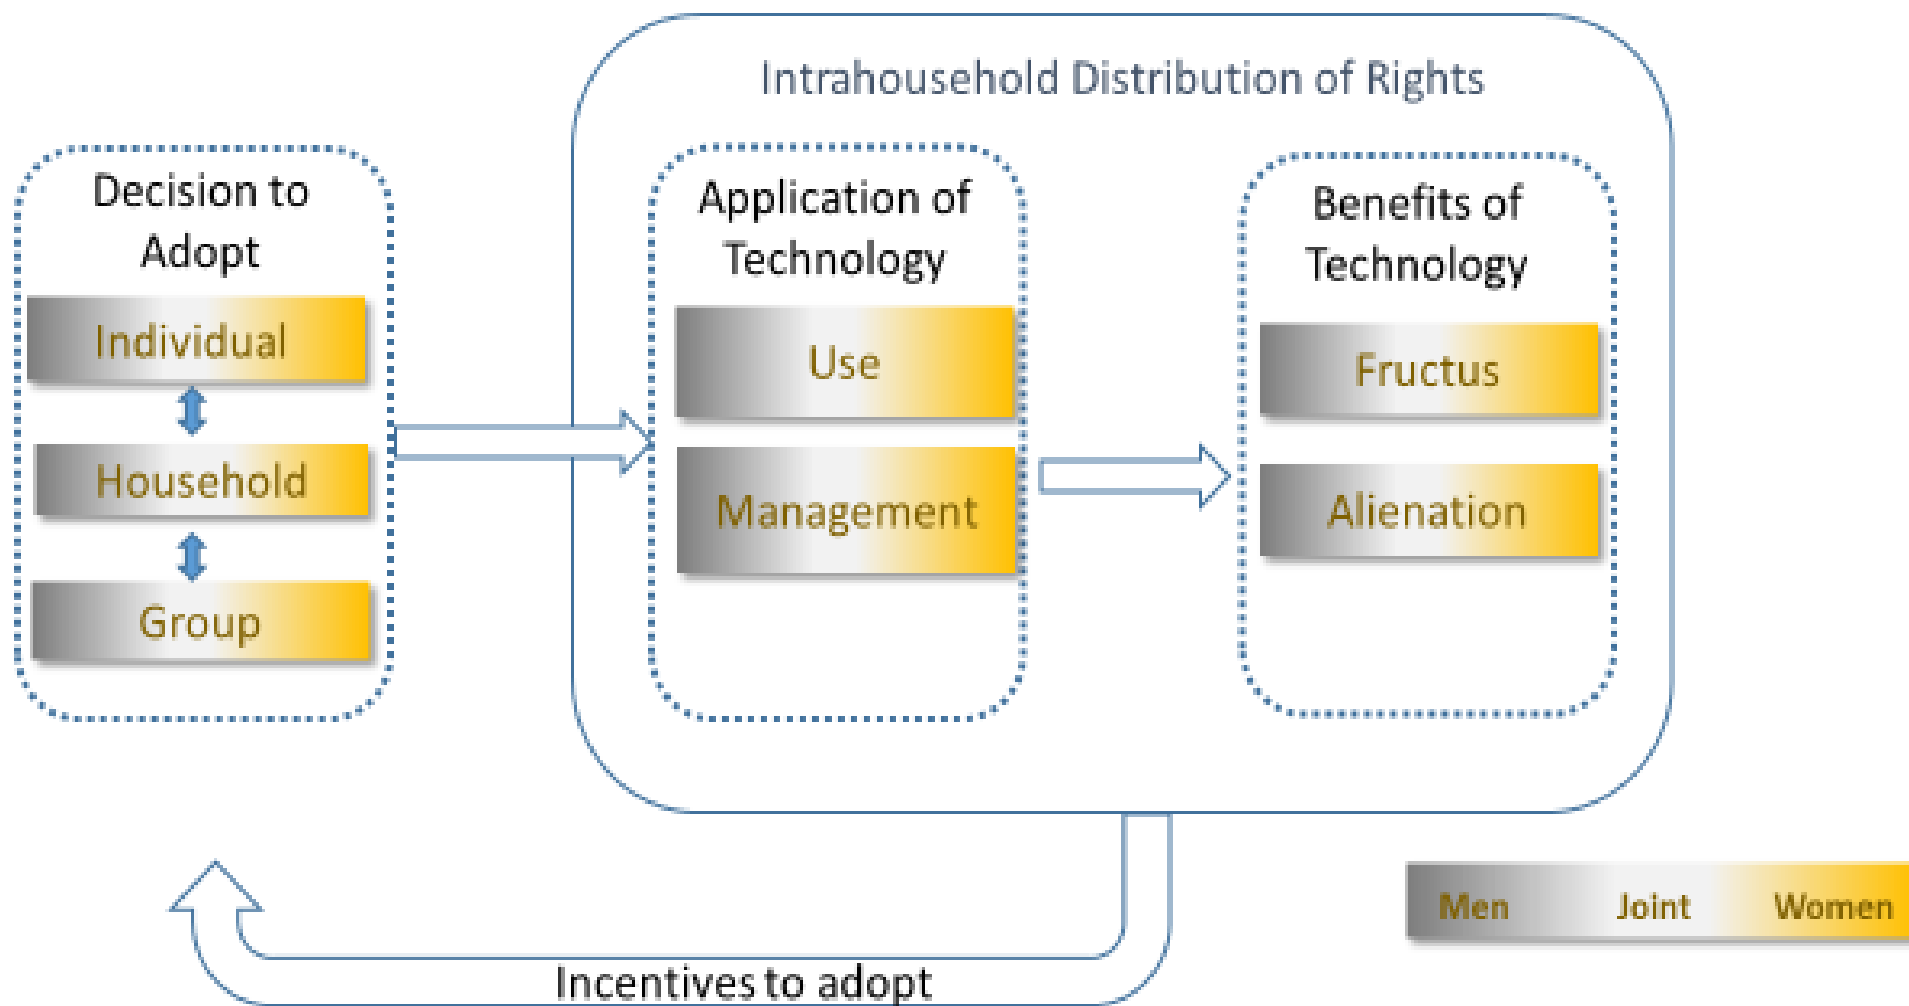 Intrahousehold Distribution of Rights
Decision to
Adopt
Individual
Household
Group
Application of
Technology
Use
Management
Benefits of
Technology
Fructus
Alienation
Incentives to adopt
Men Joint Women